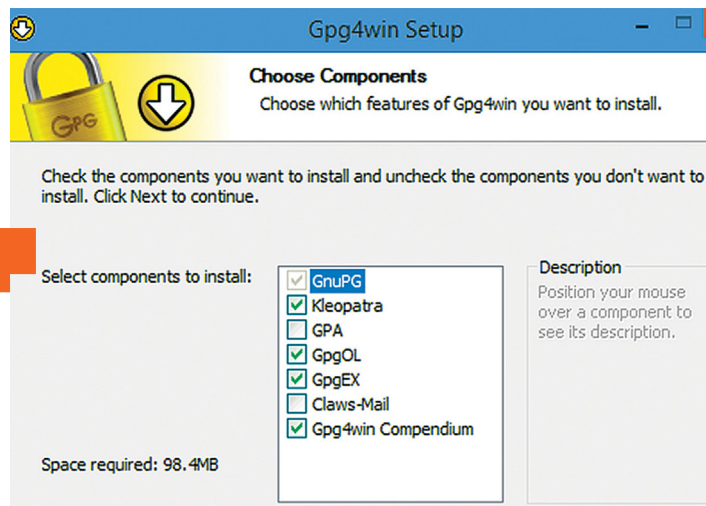 Gpg4win Setup
GPG
Choose Components
Choose which features of Gpg4win you want to install.
Check the components you want to install and uncheck the components you don't want to
install. Click Next to continue.
Select components to install:
GnuPG
Kleopatra
GPA
GpgOL
GpgEX
Claws-Mail
Gpg4win Compendium
Description
Position your mouse
over a component to
see its description.
Space required: 98.4MB